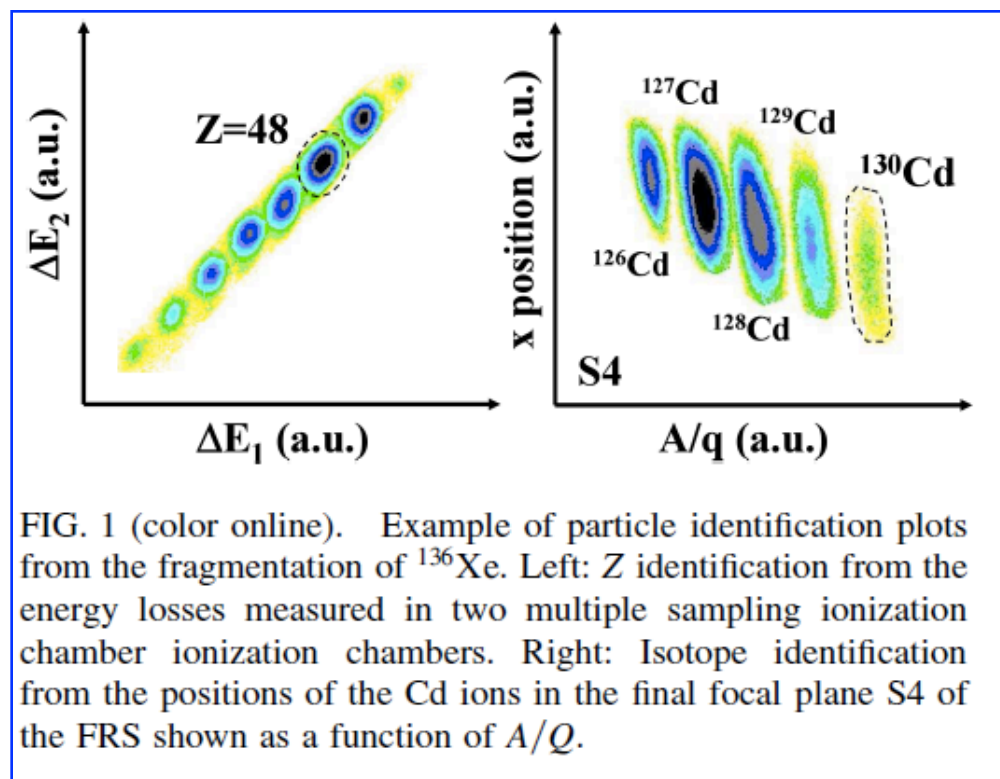 Z=48
ΔE₂ (a.u.)
ΔE₁ (a.u.)
x position (a.u.)
¹²⁷Cd
¹²⁹Cd
¹³⁰Cd
¹²⁶Cd
¹²⁸Cd
S4
A/q (a.u.)
FIG. 1 (color online). Example of particle identification plots
from the fragmentation of ¹³⁶Xe. Left: Z identification from the
energy losses measured in two multiple sampling ionization
chamber ionization chambers. Right: Isotope identification
from the positions of the Cd ions in the final focal plane S4 of
the FRS shown as a function of A/Q.